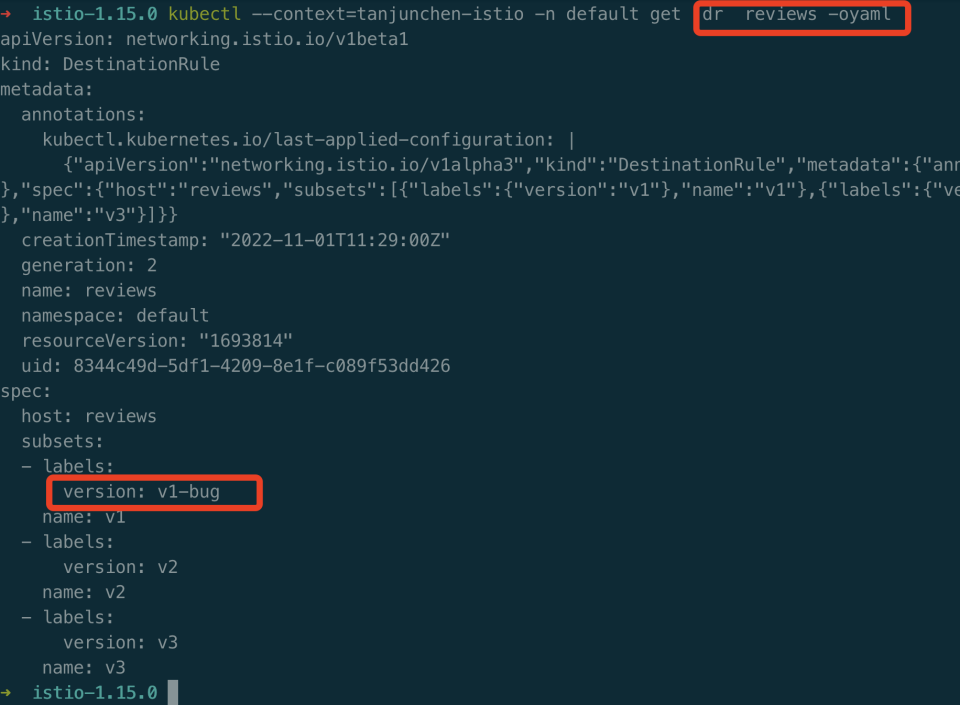 → istio-1.15.0 kubectl --context=tanjunchen-istio -n default get dr reviews -oyaml
apiVersion: networking.istio.io/v1beta1
kind: DestinationRule
metadata:
  annotations:
    kubectl.kubernetes.io/last-applied-configuration: |
      {"apiVersion":"networking.istio.io/v1alpha3","kind":"DestinationRule","metadata":{"ann
},"spec":{"host":"reviews","subsets":[{"labels":{"version":"v1"},"name":"v1"},{"labels":{"ve
},"name":"v3"}]}}
  creationTimestamp: "2022-11-01T11:29:00Z"
  generation: 2
  name: reviews
  namespace: default
  resourceVersion: "1693814"
  uid: 8344c49d-5df1-4209-8e1f-c089f53dd426
spec:
  host: reviews
  subsets:
  - labels:
      version: v1-bug
    name: v1
  - labels:
      version: v2
    name: v2
  - labels:
      version: v3
    name: v3
→ istio-1.15.0